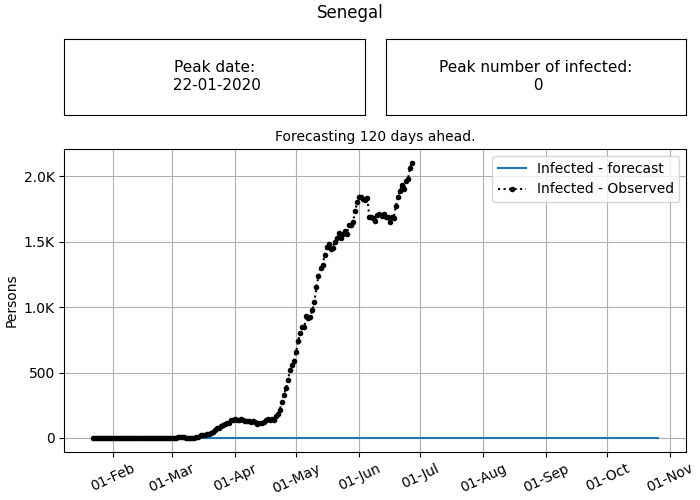 Senegal
Peak date:
22-01-2020
Peak number of infected:
0
Forecasting 120 days ahead.
Infected - forecast
Infected - Observed
Persons
2.0K
1.5K
1.0K
500
0
01-Feb
01-Mar
01-Apr
01-May
01-Jun
01-Jul
01-Aug
01-Sep
01-Oct
01-Nov